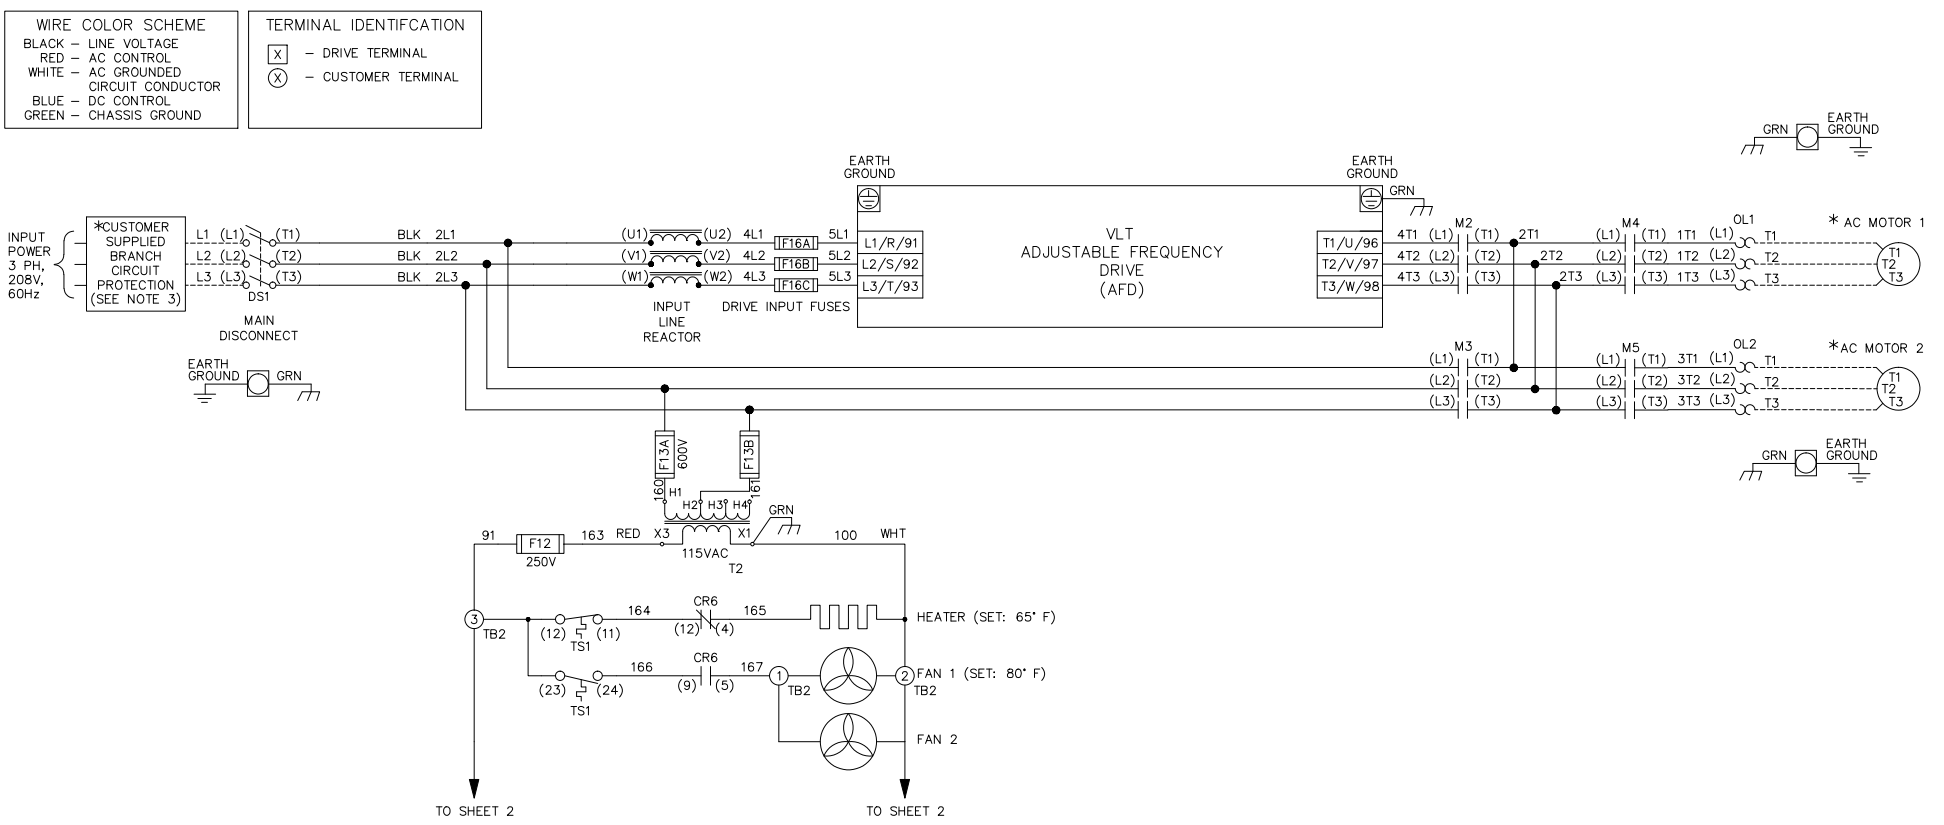 WIRE COLOR SCHEME
BLACK – LINE VOLTAGE
RED – AC CONTROL
WHITE – AC GROUNDED
CIRCUIT CONDUCTOR
BLUE – DC CONTROL
GREEN – CHASSIS GROUND
TERMINAL IDENTIFCATION
X – DRIVE TERMINAL
X – CUSTOMER TERMINAL
GRN
EARTH
GROUND
EARTH
GROUND
EARTH
GROUND
GRN
INPUT
POWER
3 PH,
208V,
60Hz
*CUSTOMER
SUPPLIED
BRANCH
CIRCUIT
PROTECTION
(SEE NOTE 3)
L1 (L1) (T1) BLK 2L1 (U1) (U2) 4L1 F16A 5L1 L1/R/91
L2 (L2) (T2) BLK 2L2 (V1) (V2) 4L2 F16B 5L2 L2/S/92
L3 (L3) (T3) BLK 2L3 (W1) (W2) 4L3 F16C 5L3 L3/T/93
DS1
MAIN
DISCONNECT
INPUT
LINE
REACTOR
DRIVE INPUT FUSES
VLT
ADJUSTABLE FREQUENCY
DRIVE
(AFD)
M2 M4 OL1 * AC MOTOR 1
T1/U/96 4T1 (L1) (T1) 2T1 (L1) (T1) 1T1 (L1) T1 T1
T2/V/97 4T2 (L2) (T2) 2T2 (L2) (T2) 1T2 (L2) T2 T2
T3/W/98 4T3 (L3) (T3) 2T3 (L3) (T3) 1T3 (L3) T3 T3
EARTH
GROUND GRN
M3 M5 OL2 *AC MOTOR 2
(L1) (T1) (L1) (T1) 3T1 (L1) T1 T1
(L2) (T2) (L2) (T2) 3T2 (L2) T2 T2
(L3) (T3) (L3) (T3) 3T3 (L3) T3 T3
GRN EARTH
GROUND
F13A
600V
F13B
160 H1 H2 H3 H4 161
GRN
91 F12 163 RED X3 X1 100 WHT
250V 115VAC
T2
3 TB2
(12) (11) 164 CR6 (12) (4) 165 HEATER (SET: 65° F)
TS1
(23) (24) 166 CR6 (9) (5) 167 1 TB2 2 TB2 FAN 1 (SET: 80° F)
TS1
FAN 2
TO SHEET 2
TO SHEET 2